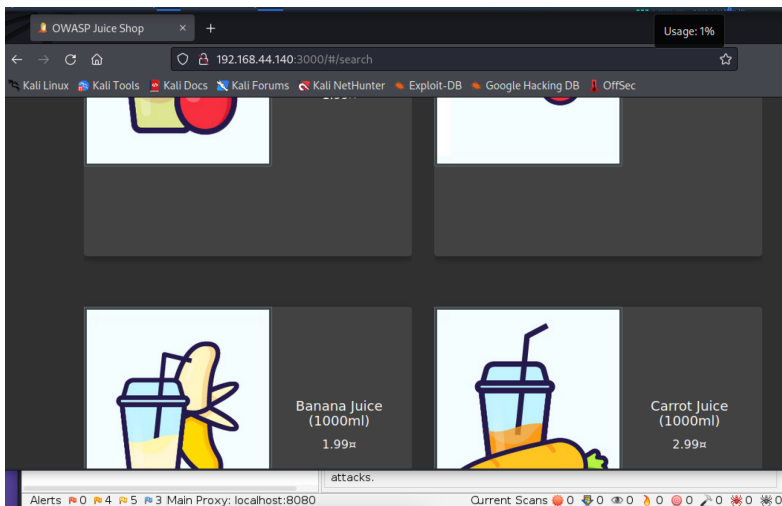 OWASP Juice Shop
Usage: 1%
192.168.44.140:3000/#/search
Kali Linux Kali Tools Kali Docs Kali Forums Kali NetHunter Exploit-DB Google Hacking DB OffSec
Banana Juice
(1000ml)
1.99¤
Carrot Juice
(1000ml)
2.99¤
attacks.
Alerts 0 4 5 3 Main Proxy: localhost:8080 Current Scans 0 0 0 0 0 0 0 0